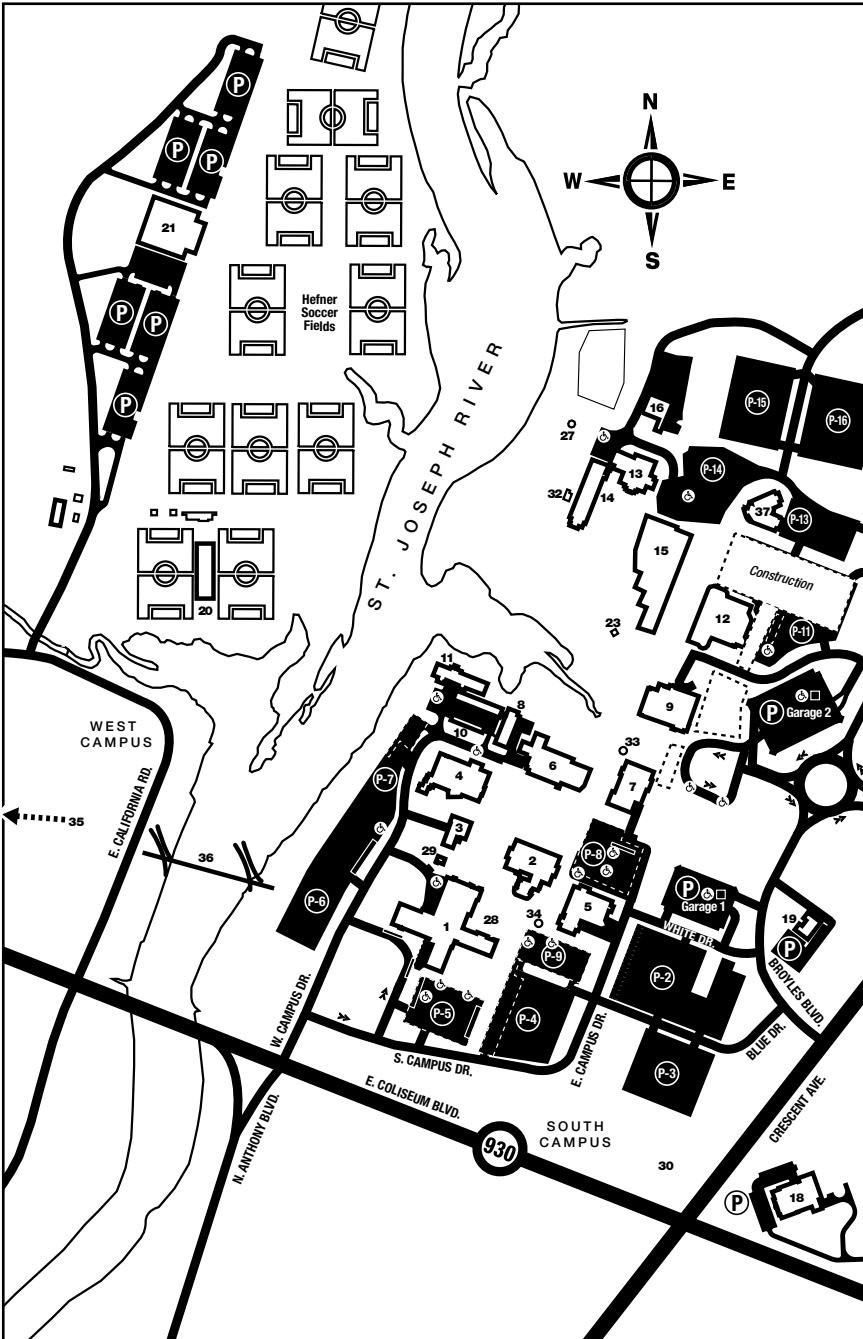 P
N
W
E
S
P
P
21
P
P
Hefner
Soccer
Fields
P
ST. JOSEPH RIVER
16
P-15
P-16
27
P-14
13
32
14
37
P-13
15
Construction
20
23
12
P-11
11
WEST
CAMPUS
8
9
P
Garage 2
10
33
P-7
6
4
7
35
E. CALIFORNIA RD.
3
36
29
2
P-8
P-6
P
Garage 1
28
34
5
19
1
WHITE DR.
P
P-9
P-2
BROYLES BLVD.
W. CAMPUS DR.
P-5
P-4
BLUE DR.
S. CAMPUS DR.
E. CAMPUS DR.
P-3
E. COLISEUM BLVD.
CRESCENT AVE.
N. ANTHONY BLVD.
930
SOUTH
CAMPUS
30
P
18